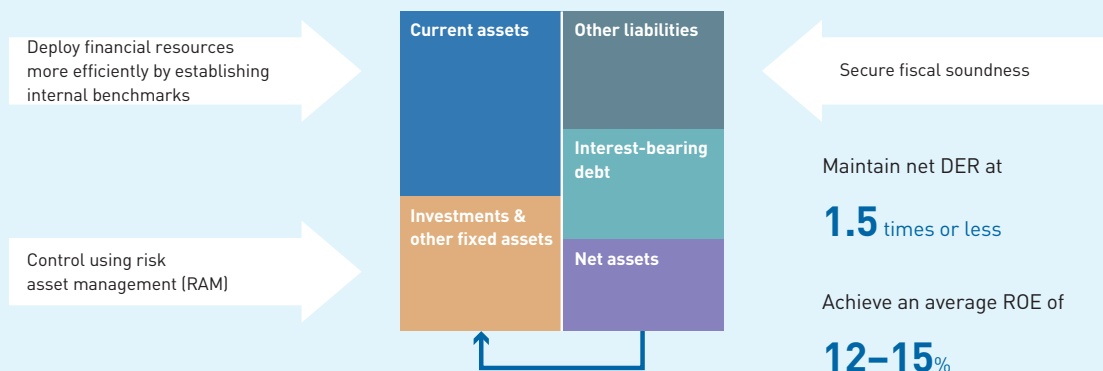 Deploy financial resources
more efficiently by establishing
internal benchmarks
Control using risk
asset management (RAM)
Current assets
Investments &
other fixed assets
Other liabilities
Interest-bearing
debt
Net assets
Secure fiscal soundness
Maintain net DER at
1.5 times or less
Achieve an average ROE of
12–15%